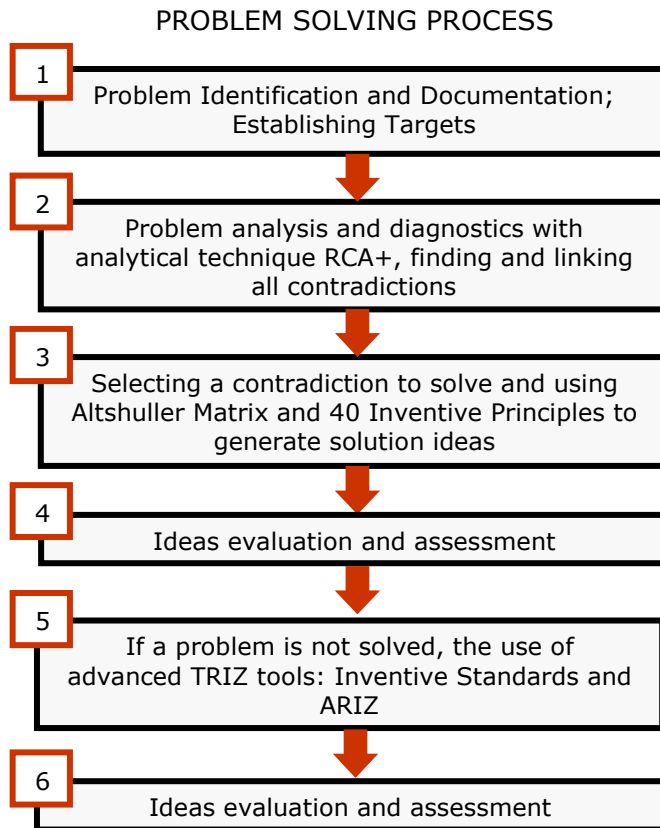 PROBLEM SOLVING PROCESS
1
Problem Identification and Documentation;
Establishing Targets
2
Problem analysis and diagnostics with
analytical technique RCA+, finding and linking
all contradictions
3
Selecting a contradiction to solve and using
Altshuller Matrix and 40 Inventive Principles to
generate solution ideas
4
Ideas evaluation and assessment
5
If a problem is not solved, the use of
advanced TRIZ tools: Inventive Standards and
ARIZ
6
Ideas evaluation and assessment